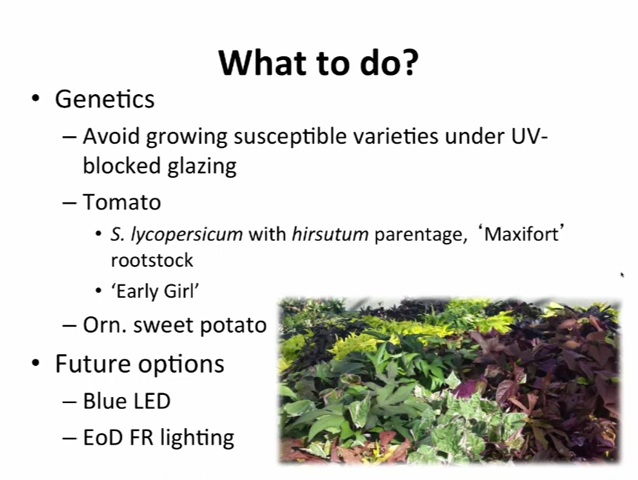 What to do?
• Genetics
– Avoid growing susceptible varieties under UV-
blocked glazing
– Tomato
• S. lycopersicum with hirsutum parentage, ‘Maxifort’
rootstock
• ‘Early Girl’
– Orn. sweet potato
• Future options
– Blue LED
– EoD FR lighting